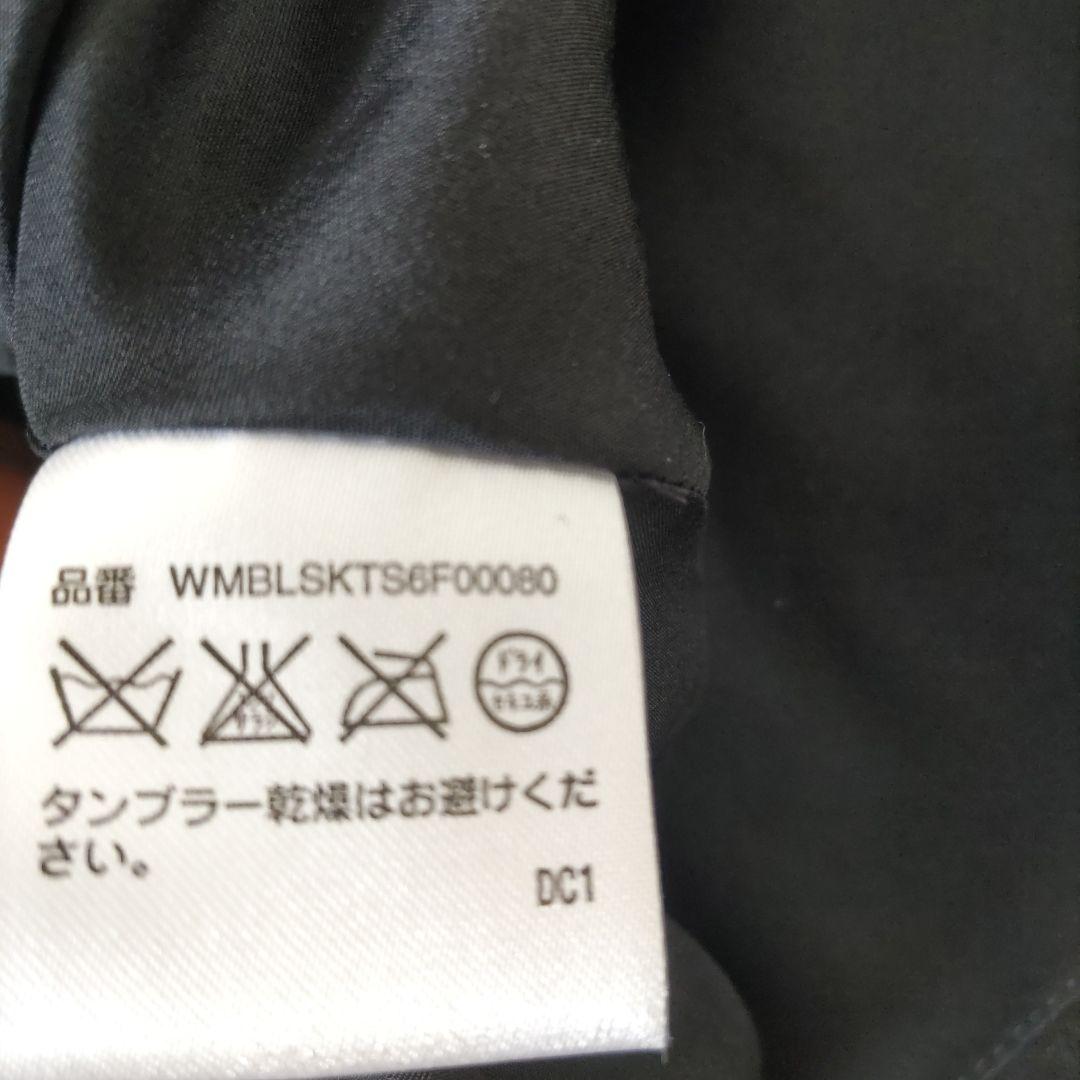 品番 WMBLSKTS6F00080
ドライ
セキユ系
タンブラー乾燥はお避けくだ
さい。
DC1